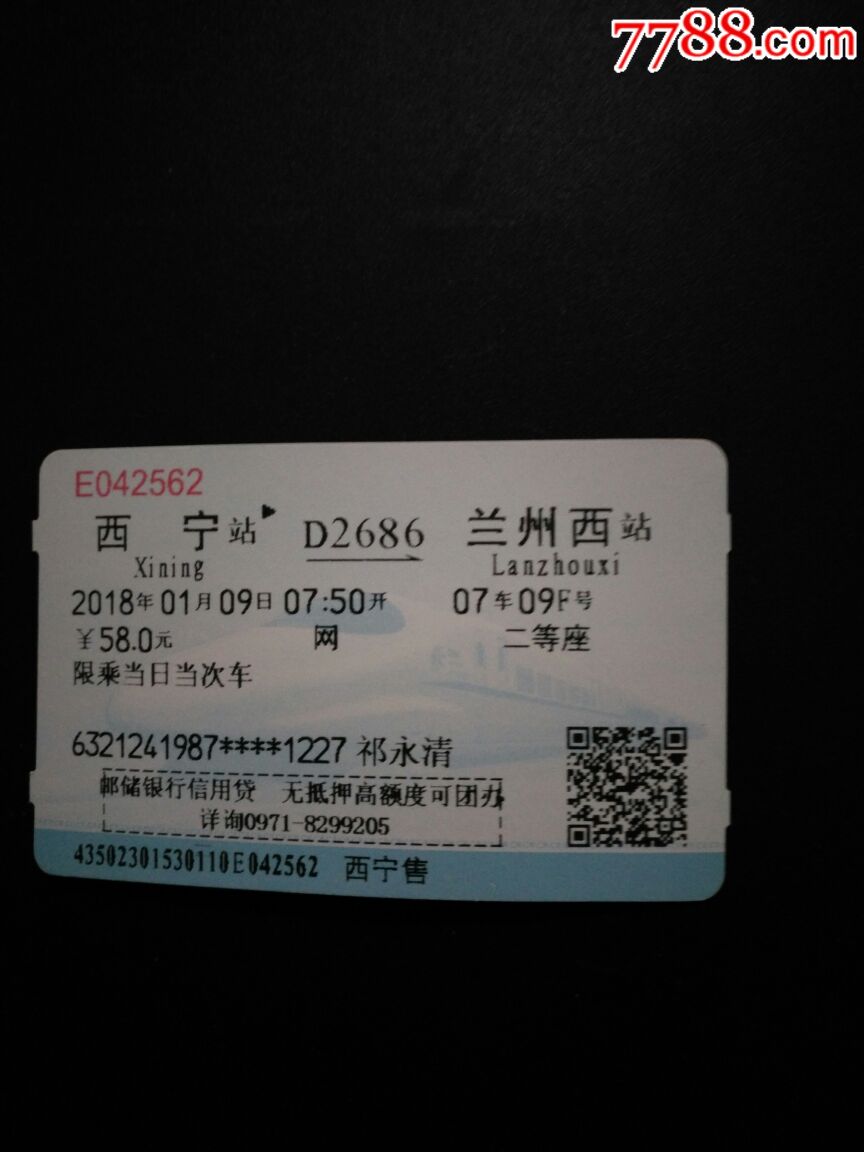 7788.com
E042562
西宁站 D2686 兰州西站
Xining Lanzhouxi
2018年01月09日07:50开 07车09F号
¥58.0元 网 二等座
限乘当日当次车
6321241987****1227 祁永清
邮储银行信用贷 无抵押高额度可团办
详询0971-8299205
43502301530110E042562 西宁售